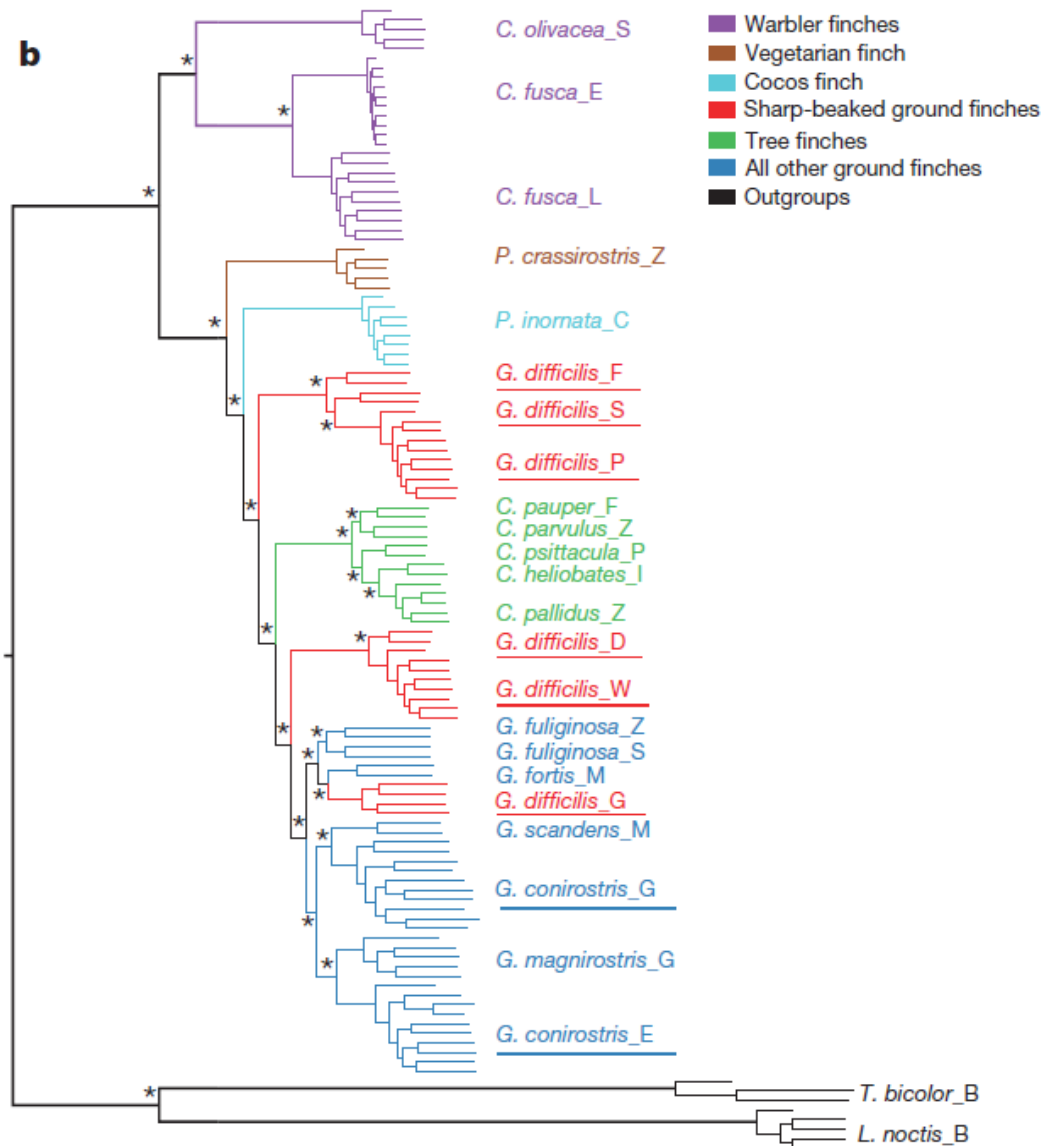 b
C. olivacea_S
C. fusca_E
C. fusca_L
P. crassirostris_Z
P. inornata_C
G. difficilis_F
G. difficilis_S
G. difficilis_P
C. pauper_F
C. parvulus_Z
C. psittacula_P
C. heliobates_I
C. pallidus_Z
G. difficilis_D
G. difficilis_W
G. fuliginosa_Z
G. fuliginosa_S
G. fortis_M
G. difficilis_G
G. scandens_M
G. conirostris_G
G. magnirostris_G
G. conirostris_E
T. bicolor_B
L. noctis_B
Warbler finches
Vegetarian finch
Cocos finch
Sharp-beaked ground finches
Tree finches
All other ground finches
Outgroups